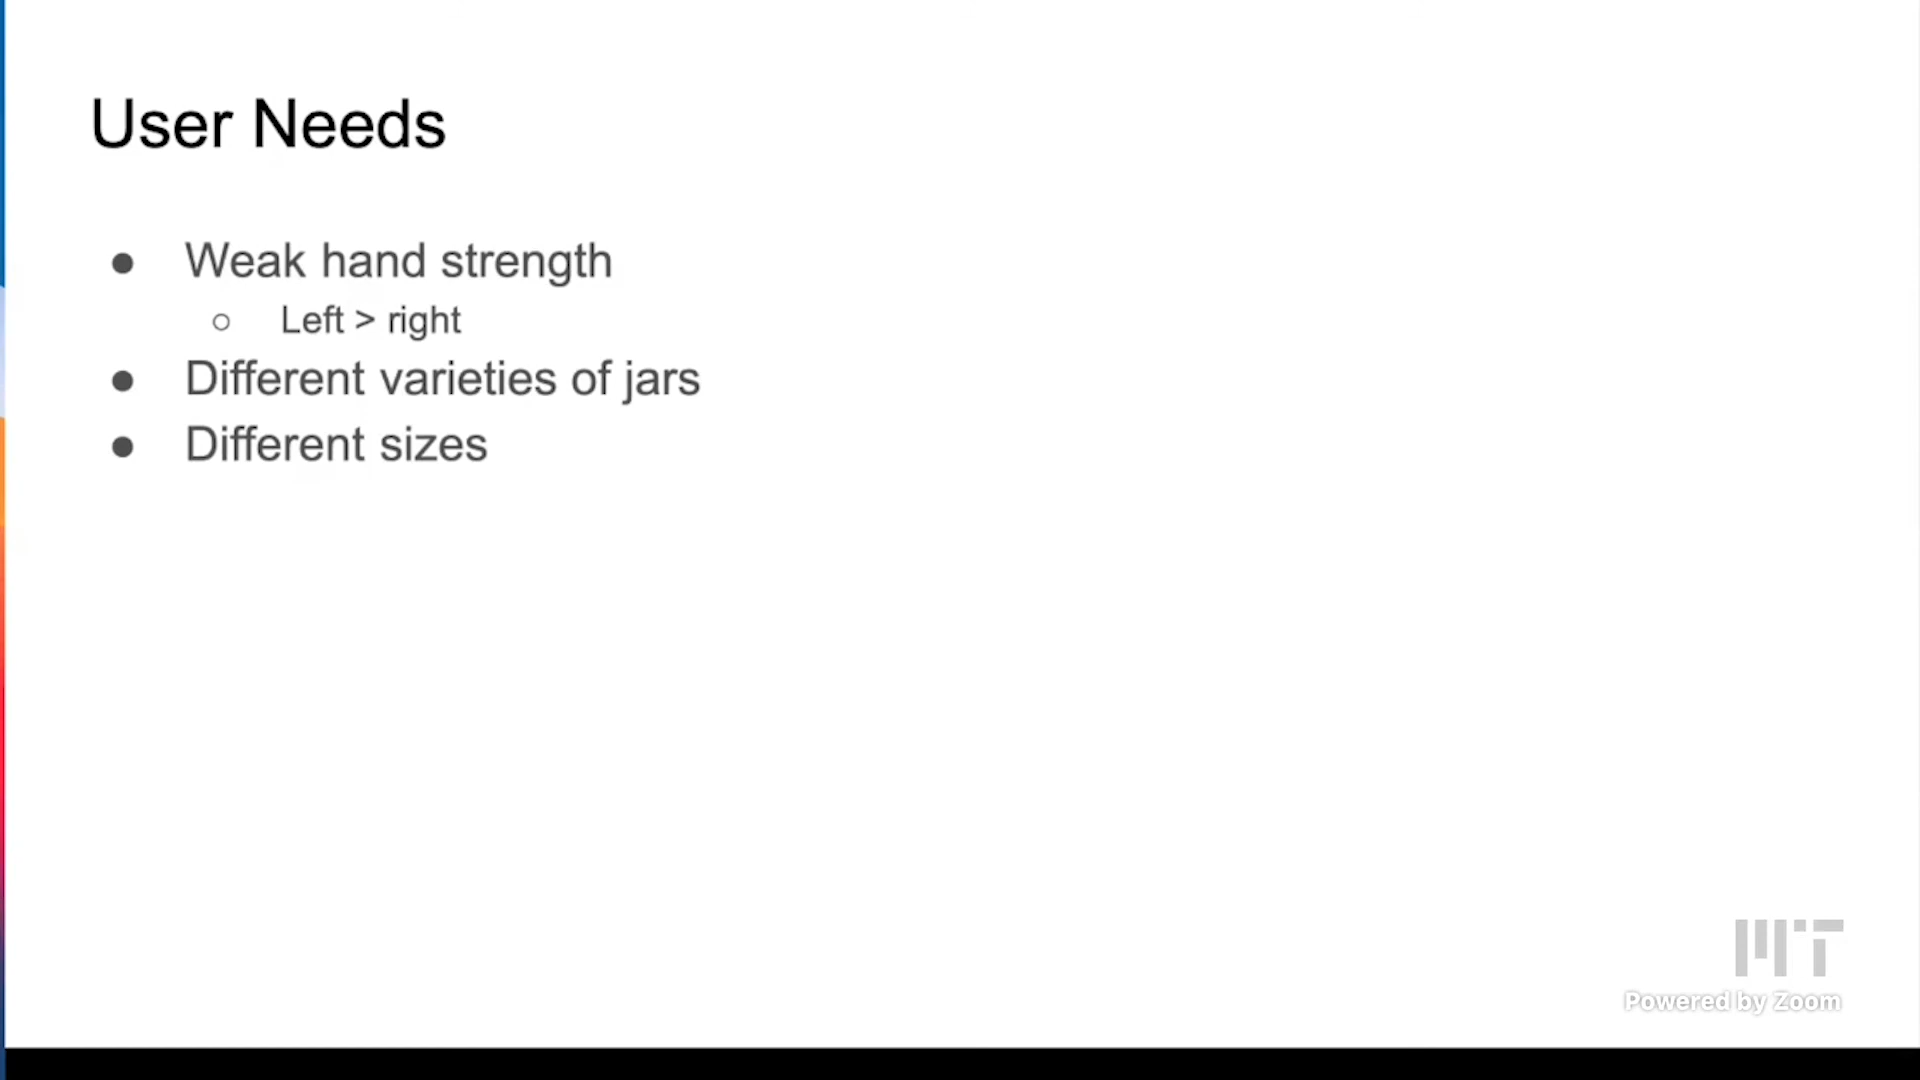 User Needs
● Weak hand strength
○ Left > right
● Different varieties of jars
● Different sizes
MIT
Powered by Zoom